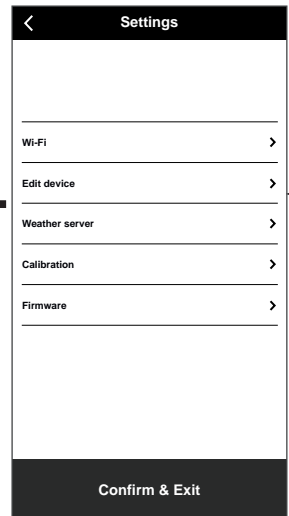 Settings
Wi-Fi
Edit device
Weather server
Calibration
Firmware
Confirm & Exit